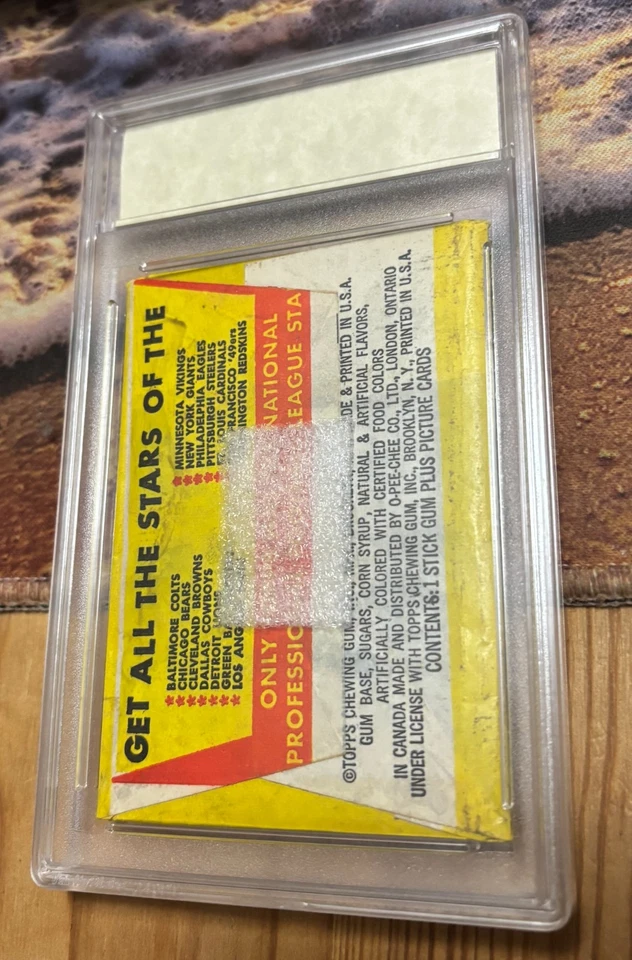 GET ALL THE STARS OF THE
★ BALTIMORE COLTS
★ CHICAGO BEARS
★ CLEVELAND BROWNS
★ DALLAS COWBOYS
★ DETROIT
★ GREEN
★ LOS
★ MINNESOTA VIKINGS
★ NEW YORK GIANTS
★ PHILADELPHIA EAGLES
★ PITTSBURGH STEELERS
LOUIS CARDINALS
FRANCISCO '49ers
INGTON REDSKINS
ONLY NATIONAL
PROFESSIO LEAGUE STA
©TOPPS CHEWING GUM, DE & PRINTED IN U.S.A.
GUM BASE, SUGARS, CORN SYRUP, NATURAL & ARTIFICIAL FLAVORS,
ARTIFICIALLY COLORED WITH CERTIFIED FOOD COLORS
IN CANADA MADE AND DISTRIBUTED BY O-PEE-CHEE CO., LTD., LONDON, ONTARIO
UNDER LICENSE WITH TOPPS CHEWING GUM, INC., BROOKLYN, N.Y., PRINTED IN U.S.A.
CONTENTS: 1 STICK GUM PLUS PICTURE CARDS